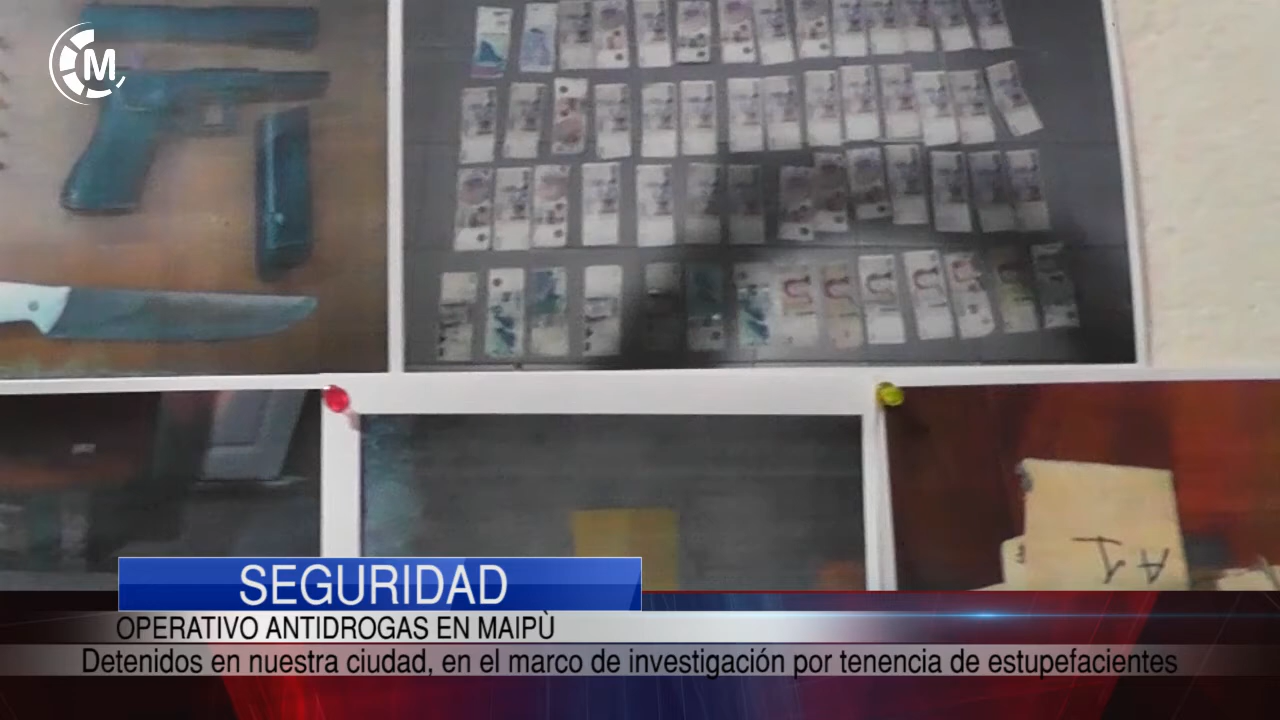 M
SEGURIDAD
OPERATIVO ANTIDROGAS EN MAIPÙ
Detenidos en nuestra ciudad, en el marco de investigación por tenencia de estupefacientes
A1